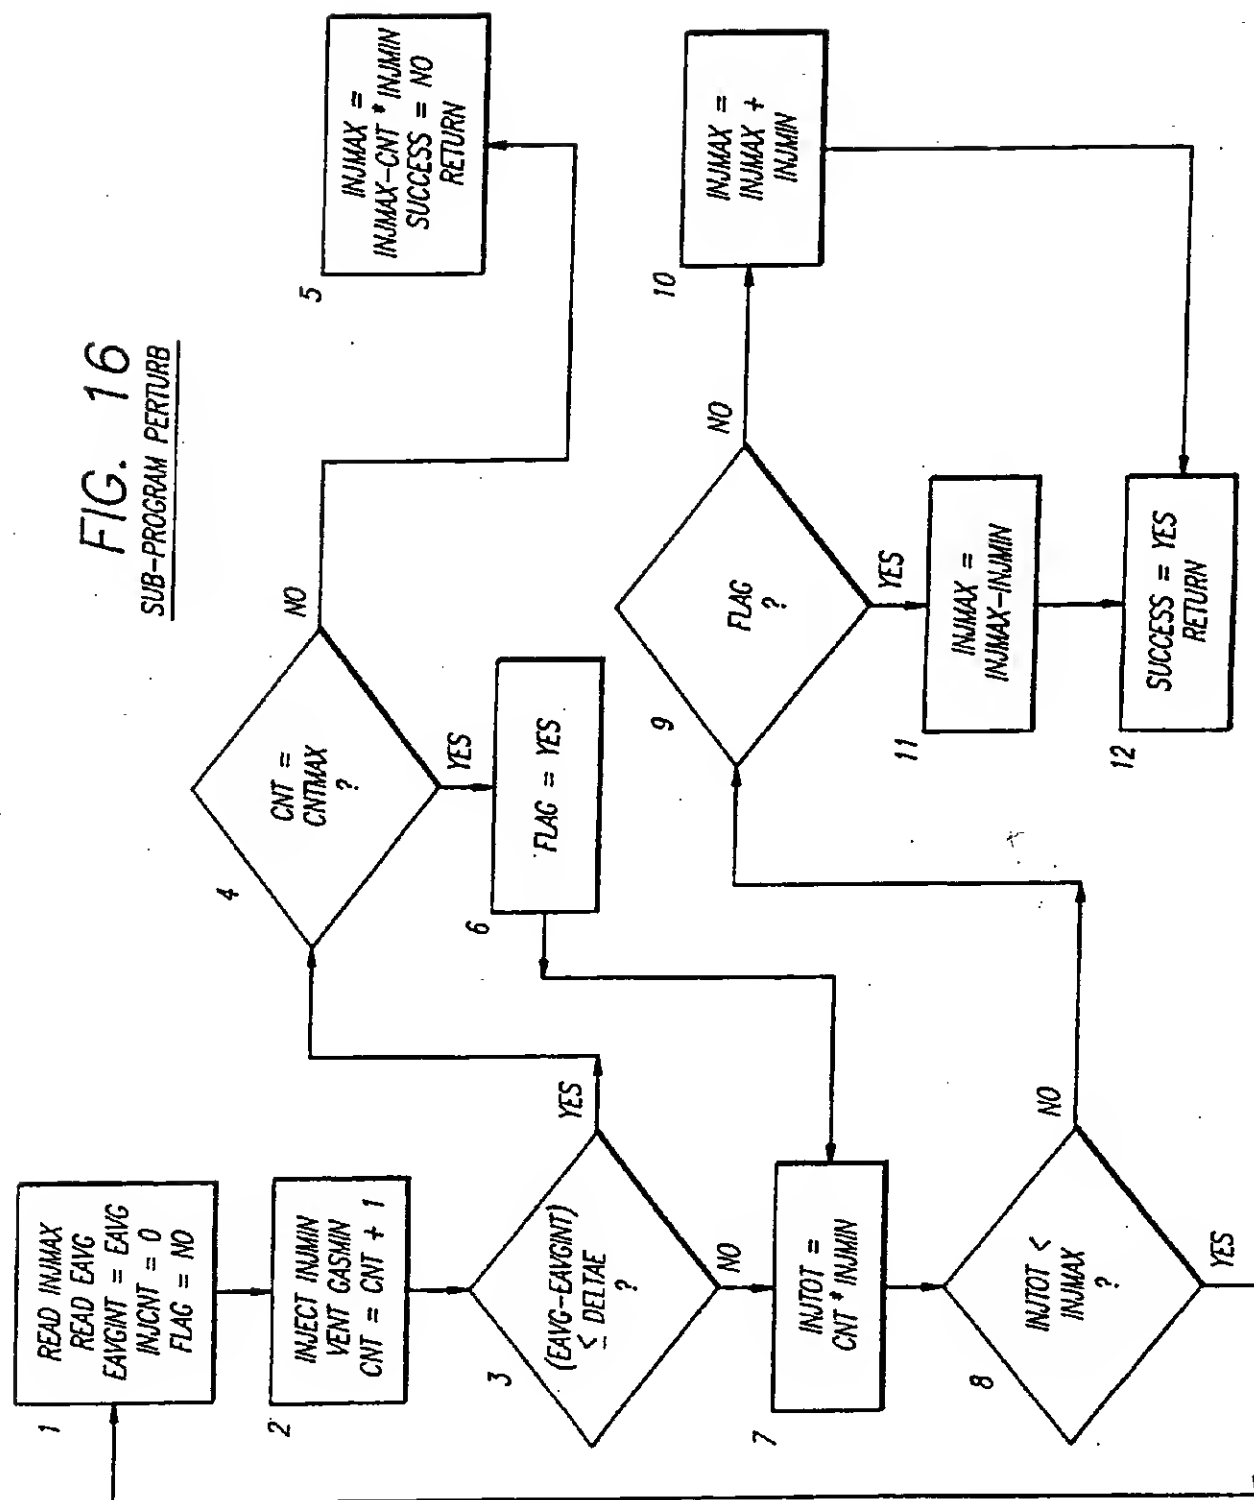 FIG. 16
SUB-PROGRAM PERTURB
1
READ INJMAX
READ EAVG
EAVGINT = EAVG
INJCNT = 0
FLAG = NO
2
INJECT INJMIN
VENT GASMIN
CNT = CNT + 1
3
(EAVG-EAVGINT)
≤ DELTAE
?
YES
NO
4
CNT =
CNTMAX
?
NO
YES
5
INJMAX =
INJMAX-CNT * INJMIN
SUCCESS = NO
RETURN
6
FLAG = YES
7
INJTOT =
CNT * INJMIN
8
INJTOT <
INJMAX
?
NO
YES
9
FLAG
?
NO
YES
10
INJMAX =
INJMAX +
INJMIN
11
INJMAX =
INJMAX-INJMIN
12
SUCCESS = YES
RETURN